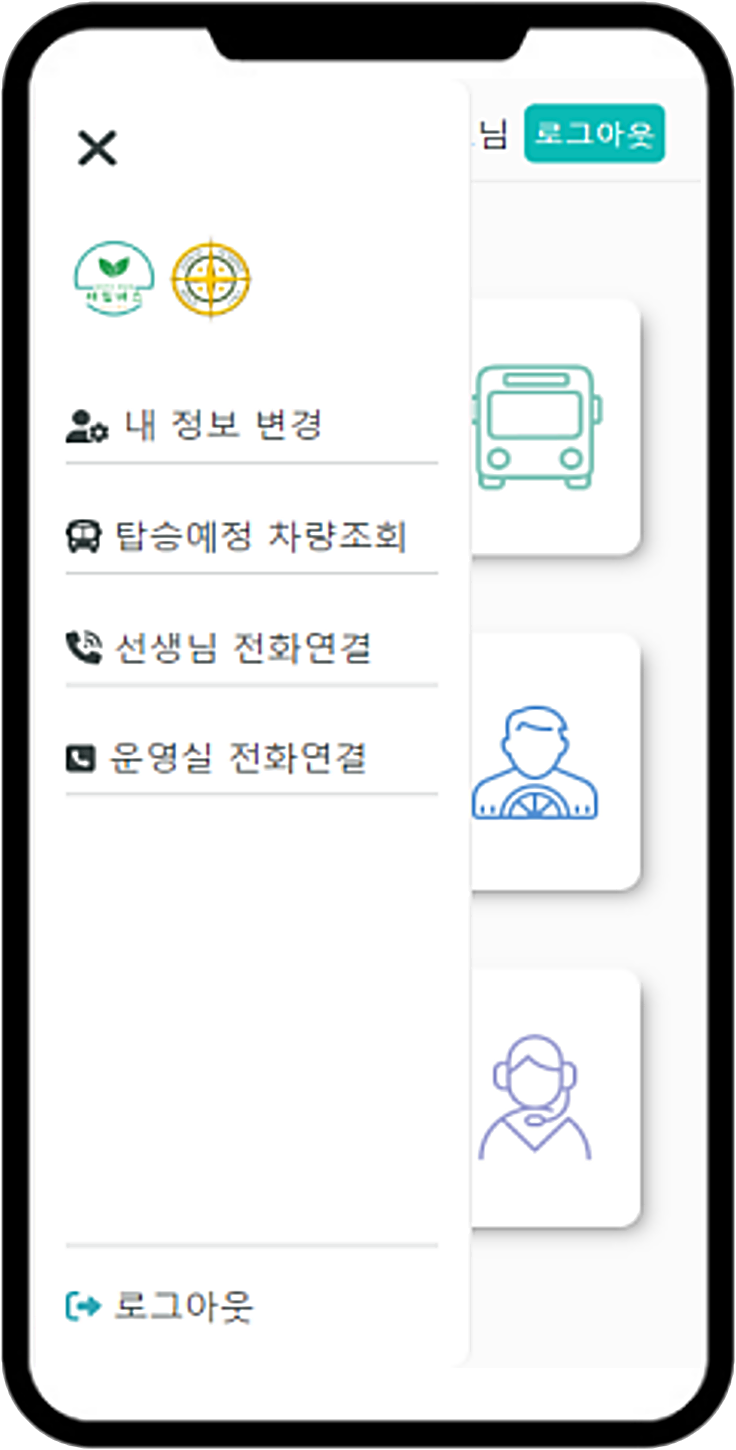 님 로그아웃
내 정보 변경
탑승예정 차량조회
선생님 전화연결
운영실 전화연결
로그아웃